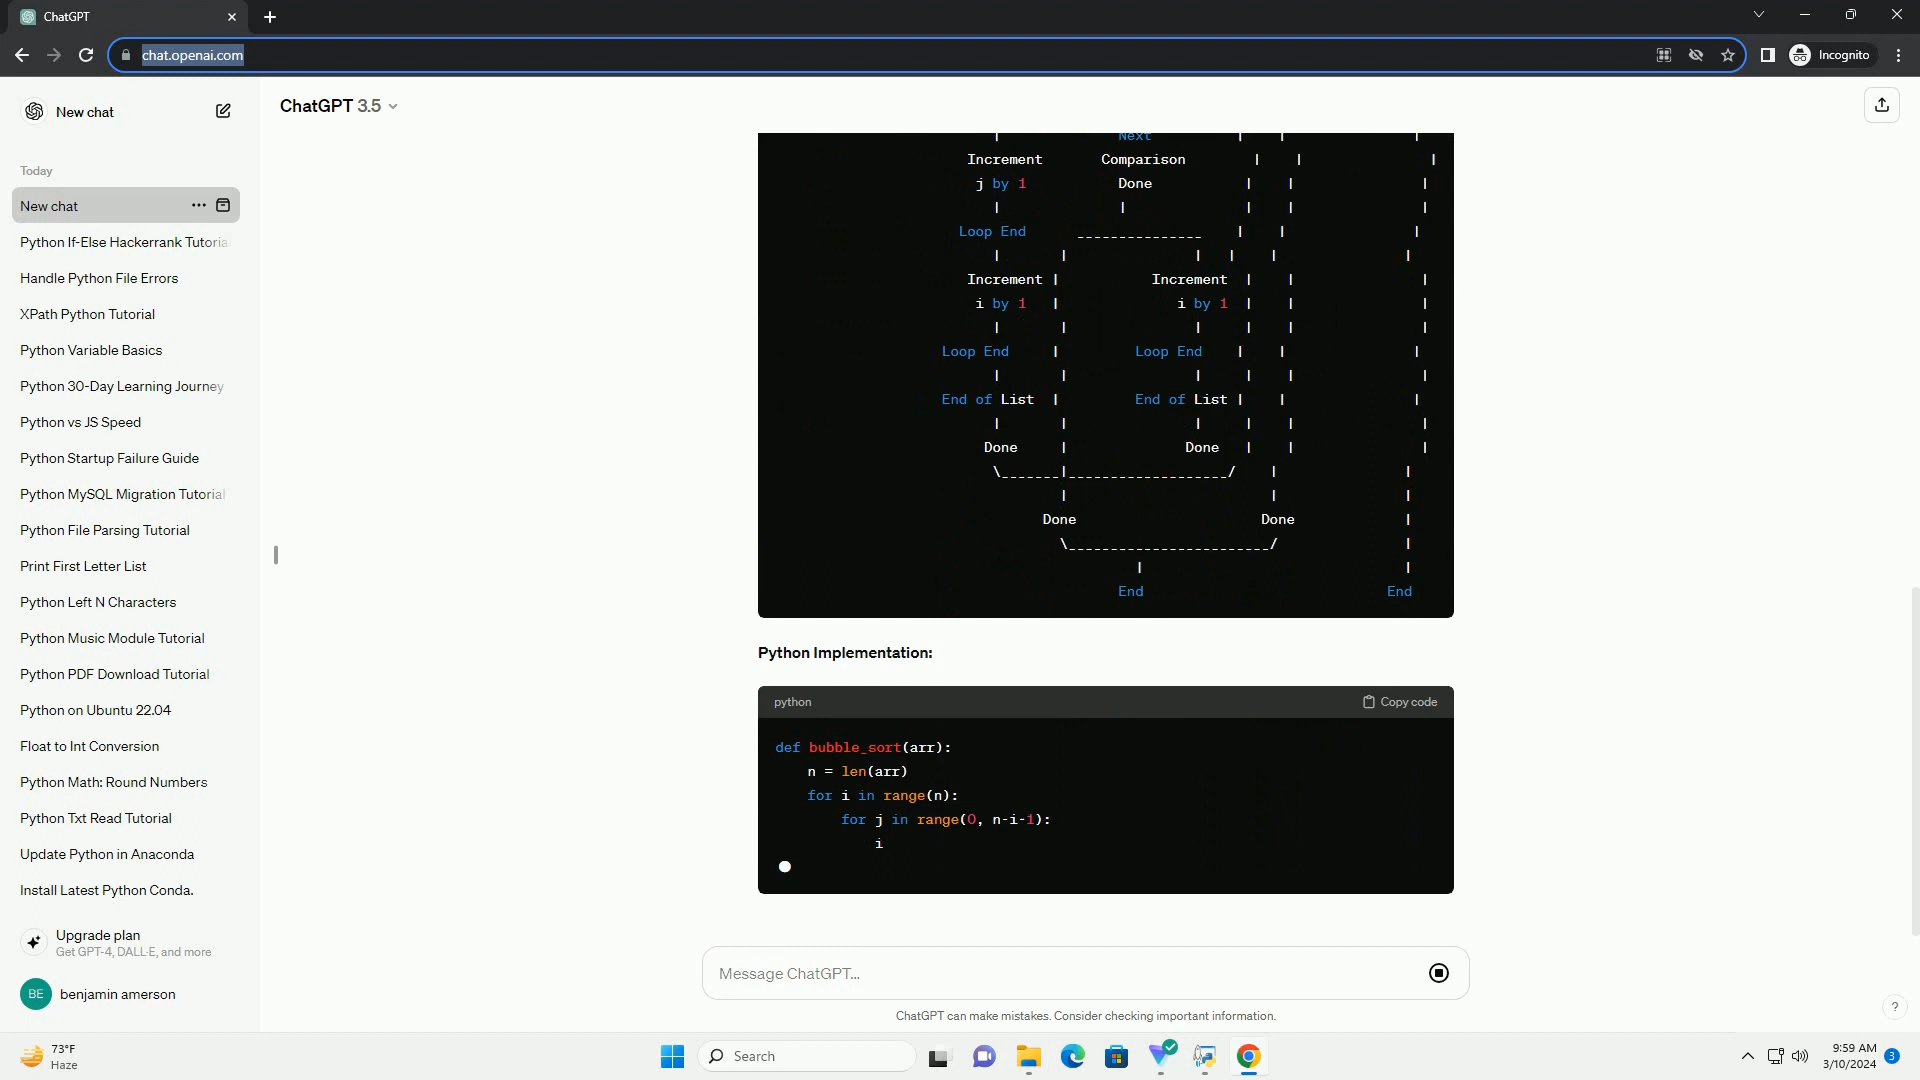 ChatGPT
chat.openai.com
Incognito
New chat
ChatGPT 3.5
Today
New chat
Python If-Else Hackerrank Tutoria
Handle Python File Errors
XPath Python Tutorial
Python Variable Basics
Python 30-Day Learning Journey
Python vs JS Speed
Python Startup Failure Guide
Python MySQL Migration Tutorial
Python File Parsing Tutorial
Print First Letter List
Python Left N Characters
Python Music Module Tutorial
Python PDF Download Tutorial
Python on Ubuntu 22.04
Float to Int Conversion
Python Math: Round Numbers
Python Txt Read Tutorial
Update Python in Anaconda
Install Latest Python Conda.
Upgrade plan
Get GPT-4, DALL·E, and more
BE benjamin amerson
| Next | | |
Increment Comparison | | |
j by 1 Done | | |
| | | | |
Loop End _______________ | | |
| | | | | |
Increment | Increment | | |
i by 1 | i by 1 | | |
| | | | | |
Loop End | Loop End | | |
| | | | | |
End of List | End of List | | |
| | | | | |
Done | Done | | |
\_______|___________________/ | |
| | |
Done Done |
\________________________/ |
| |
End End
Python Implementation:
python Copy code
def bubble_sort(arr):
n = len(arr)
for i in range(n):
for j in range(0, n-i-1):
i
Message ChatGPT...
ChatGPT can make mistakes. Consider checking important information.
?
73°F
Haze
Search
9:59 AM
3/10/2024
3